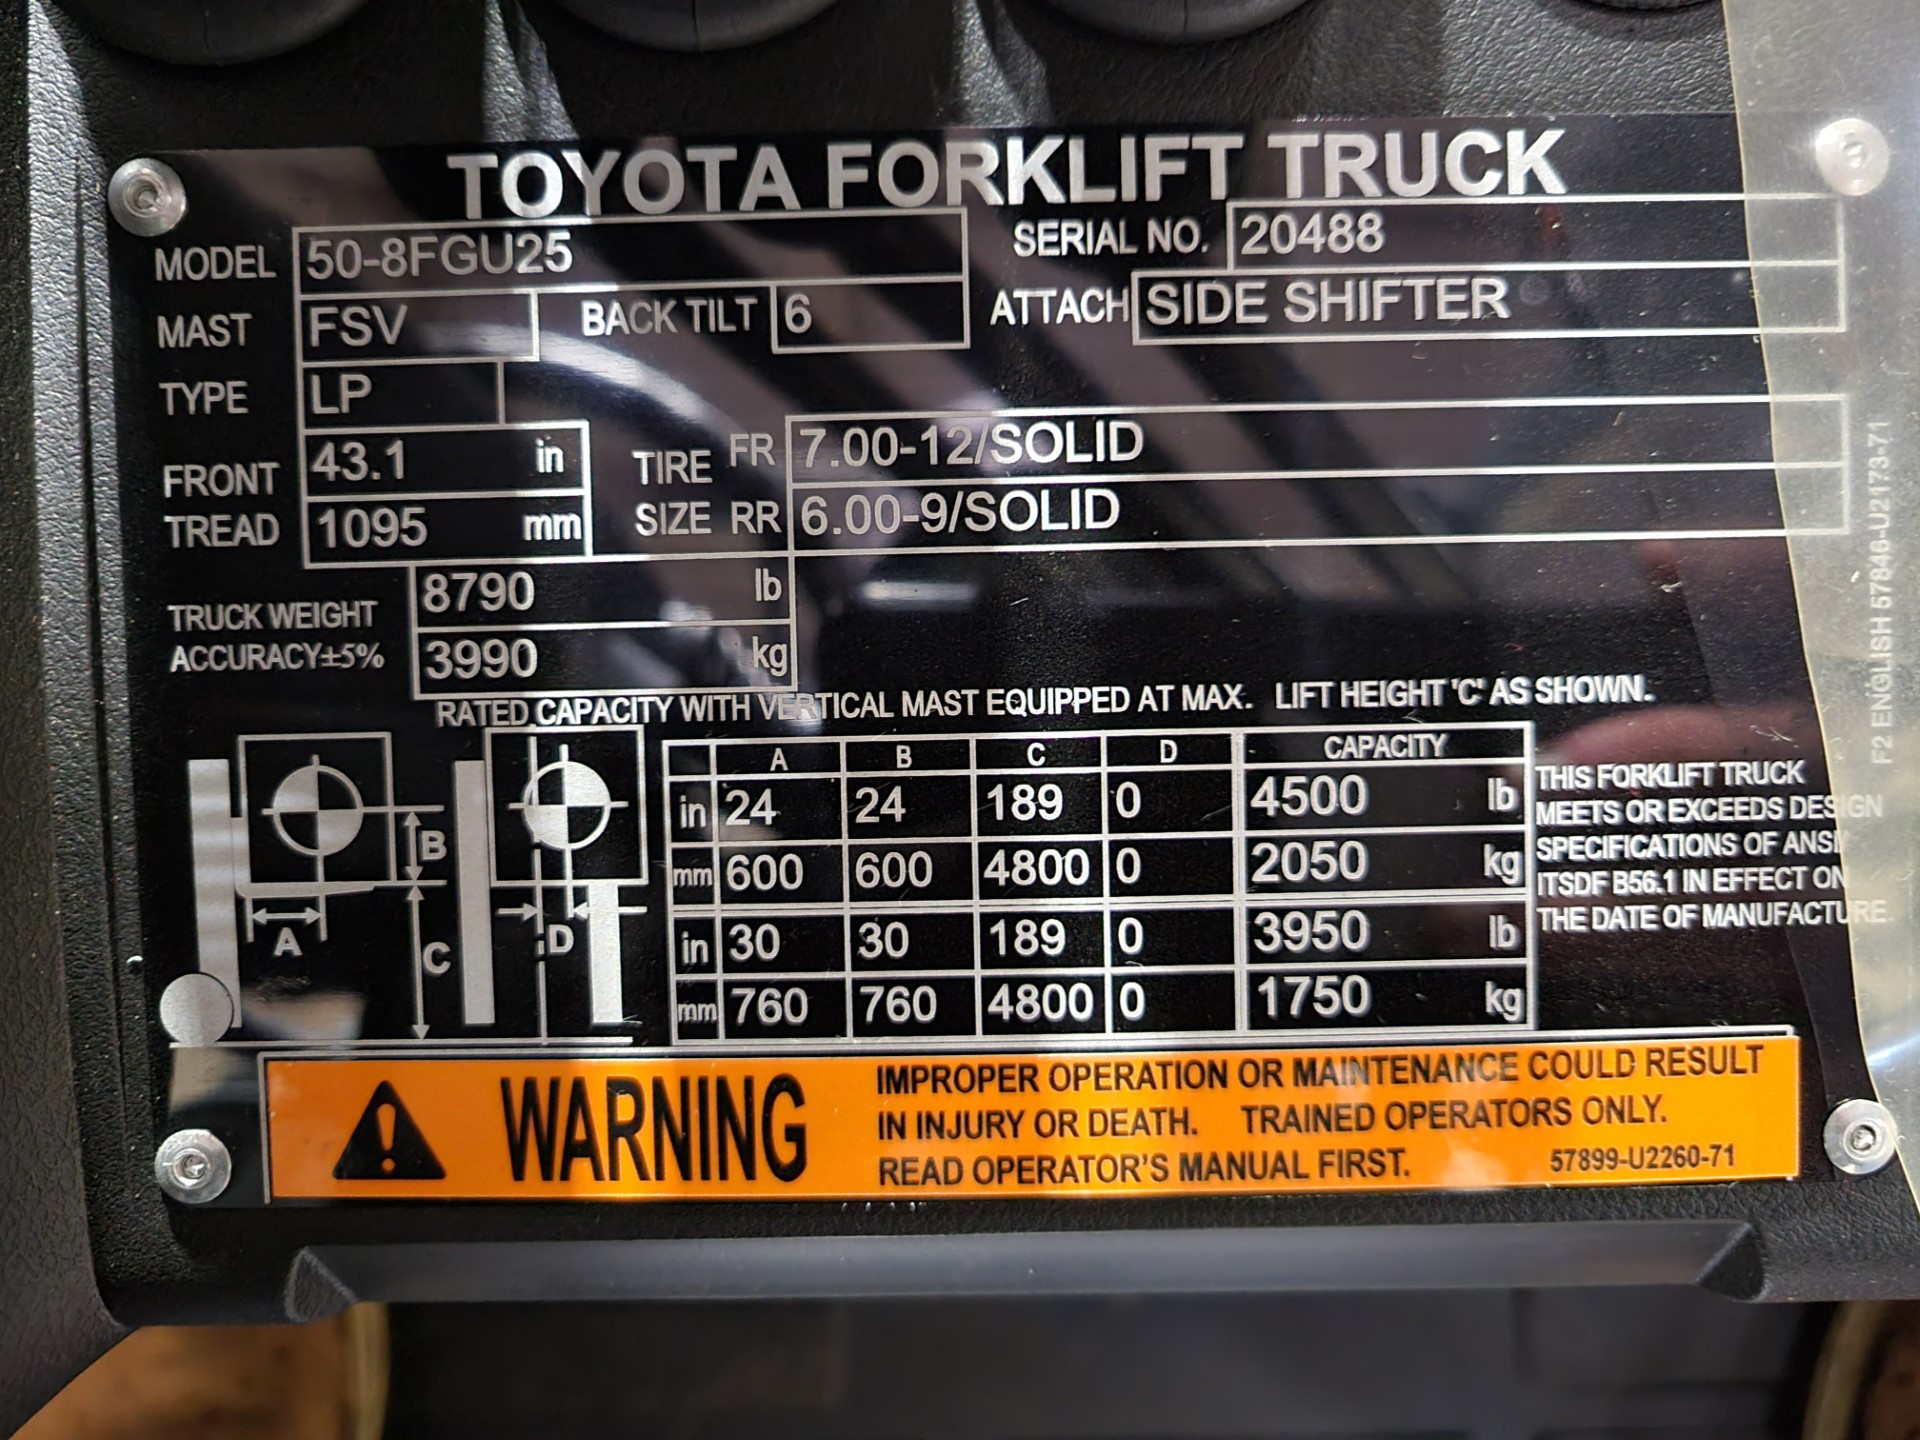 TOYOTA FORKLIFT TRUCK
MODEL 50-8FGU25 SERIAL NO. 20488
MAST FSV BACK TILT 6 ATTACH SIDE SHIFTER
TYPE LP
FRONT TREAD 43.1 in TIRE SIZE FR 7.00-12/SOLID
1095 mm RR 6.00-9/SOLID
TRUCK WEIGHT 8790 lb
ACCURACY±5% 3990 kg
RATED CAPACITY WITH VERTICAL MAST EQUIPPED AT MAX. LIFT HEIGHT 'C' AS SHOWN.
A B C D CAPACITY
in 24 24 189 0 4500 lb
mm 600 600 4800 0 2050 kg
in 30 30 189 0 3950 lb
mm 760 760 4800 0 1750 kg
B
A
C
D
THIS FORKLIFT TRUCK
MEETS OR EXCEEDS DESIGN
SPECIFICATIONS OF ANSI
ITSDF B56.1 IN EFFECT ON
THE DATE OF MANUFACTURE.
F2 ENGLISH 57846-U2173-71
WARNING
IMPROPER OPERATION OR MAINTENANCE COULD RESULT
IN INJURY OR DEATH. TRAINED OPERATORS ONLY.
READ OPERATOR'S MANUAL FIRST. 57899-U2260-71